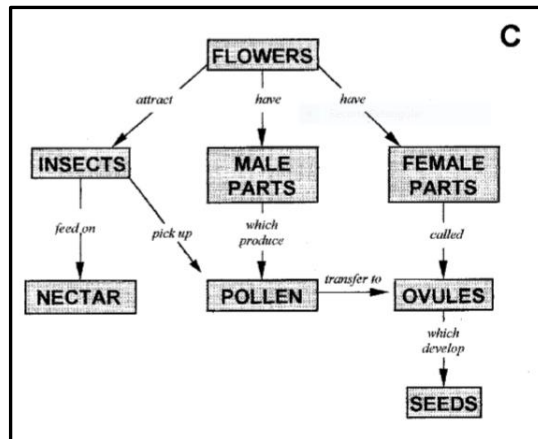 C
FLOWERS
attract
have
have
INSECTS
MALE
PARTS
FEMALE
PARTS
feed on
pick up
which
produce
called
NECTAR
POLLEN
transfer to
OVULES
which
develop
SEEDS